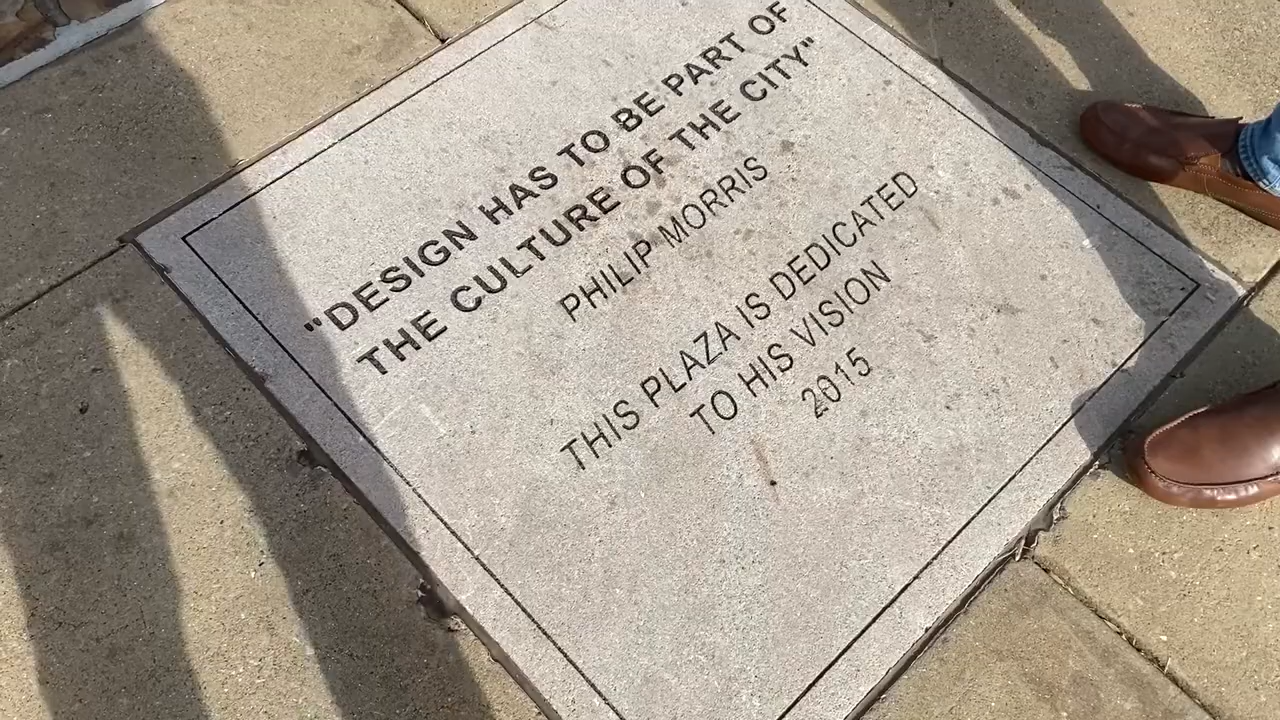 "DESIGN HAS TO BE PART OF
THE CULTURE OF THE CITY"
PHILIP MORRIS
THIS PLAZA IS DEDICATED
TO HIS VISION
2015